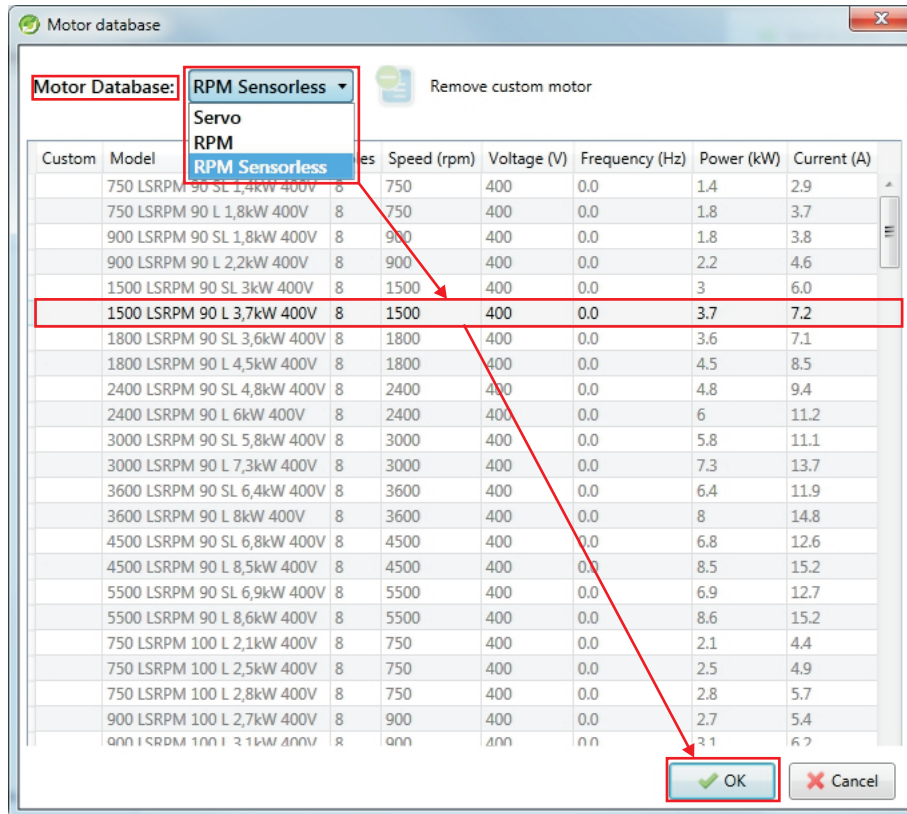 Motor database
Motor Database: RPM Sensorless Remove custom motor
Servo
RPM
RPM Sensorless
Custom Model es Speed (rpm) Voltage (V) Frequency (Hz) Power (kW) Current (A)
750 LSRPM 90 SL 1,4kW 400V 8 750 400 0.0 1.4 2.9
750 LSRPM 90 L 1,8kW 400V 8 750 400 0.0 1.8 3.7
900 LSRPM 90 SL 1,8kW 400V 8 900 400 0.0 1.8 3.8
900 LSRPM 90 L 2,2kW 400V 8 900 400 0.0 2.2 4.6
1500 LSRPM 90 SL 3kW 400V 8 1500 400 0.0 3 6.0
1500 LSRPM 90 L 3,7kW 400V 8 1500 400 0.0 3.7 7.2
1800 LSRPM 90 SL 3,6kW 400V 8 1800 400 0.0 3.6 7.1
1800 LSRPM 90 L 4,5kW 400V 8 1800 400 0.0 4.5 8.5
2400 LSRPM 90 SL 4,8kW 400V 8 2400 400 0.0 4.8 9.4
2400 LSRPM 90 L 6kW 400V 8 2400 400 0.0 6 11.2
3000 LSRPM 90 SL 5,8kW 400V 8 3000 400 0.0 5.8 11.1
3000 LSRPM 90 L 7,3kW 400V 8 3000 400 0.0 7.3 13.7
3600 LSRPM 90 SL 6,4kW 400V 8 3600 400 0.0 6.4 11.9
3600 LSRPM 90 L 8kW 400V 8 3600 400 0.0 8 14.8
4500 LSRPM 90 SL 6,8kW 400V 8 4500 400 0.0 6.8 12.6
4500 LSRPM 90 L 8,5kW 400V 8 4500 400 0.0 8.5 15.2
5500 LSRPM 90 SL 6,9kW 400V 8 5500 400 0.0 6.9 12.7
5500 LSRPM 90 L 8,6kW 400V 8 5500 400 0.0 8.6 15.2
750 LSRPM 100 L 2,1kW 400V 8 750 400 0.0 2.1 4.4
750 LSRPM 100 L 2,5kW 400V 8 750 400 0.0 2.5 4.9
750 LSRPM 100 L 2,8kW 400V 8 750 400 0.0 2.8 5.7
900 LSRPM 100 L 2,7kW 400V 8 900 400 0.0 2.7 5.4
900 LSRPM 100 L 3,1kW 400V 8 900 400 0.0 3.1 6.2
OK Cancel